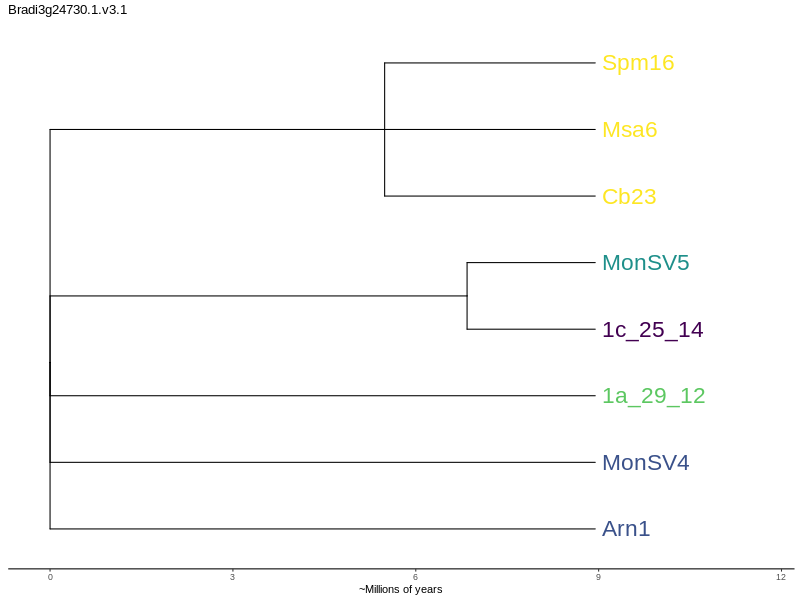 Bradi3g24730.1.v3.1
Spm16
Msa6
Cb23
MonSV5
1c_25_14
1a_29_12
MonSV4
Arn1
0 3 6 9 12
~Millions of years